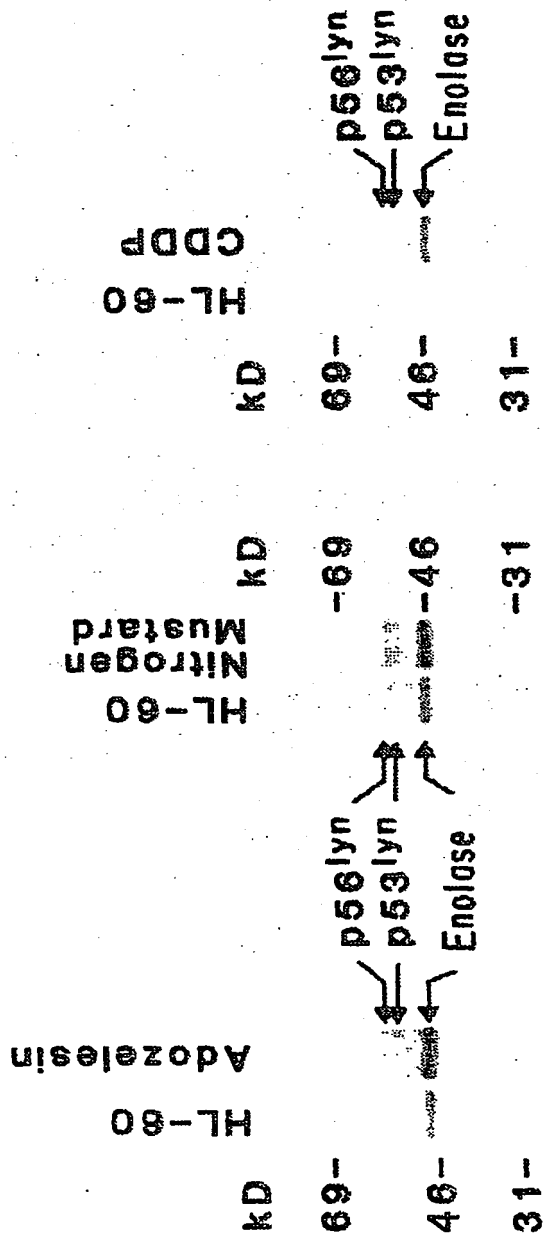 kD
69-
46-
31-
HL-60
Adozelesin
p56lyn
p53lyn
Enolase
HL-60
Nitrogen
Mustard
kD
-69
-46
-31
kD
69-
46-
31-
HL-60
CDDP
p56lyn
p53lyn
Enolase